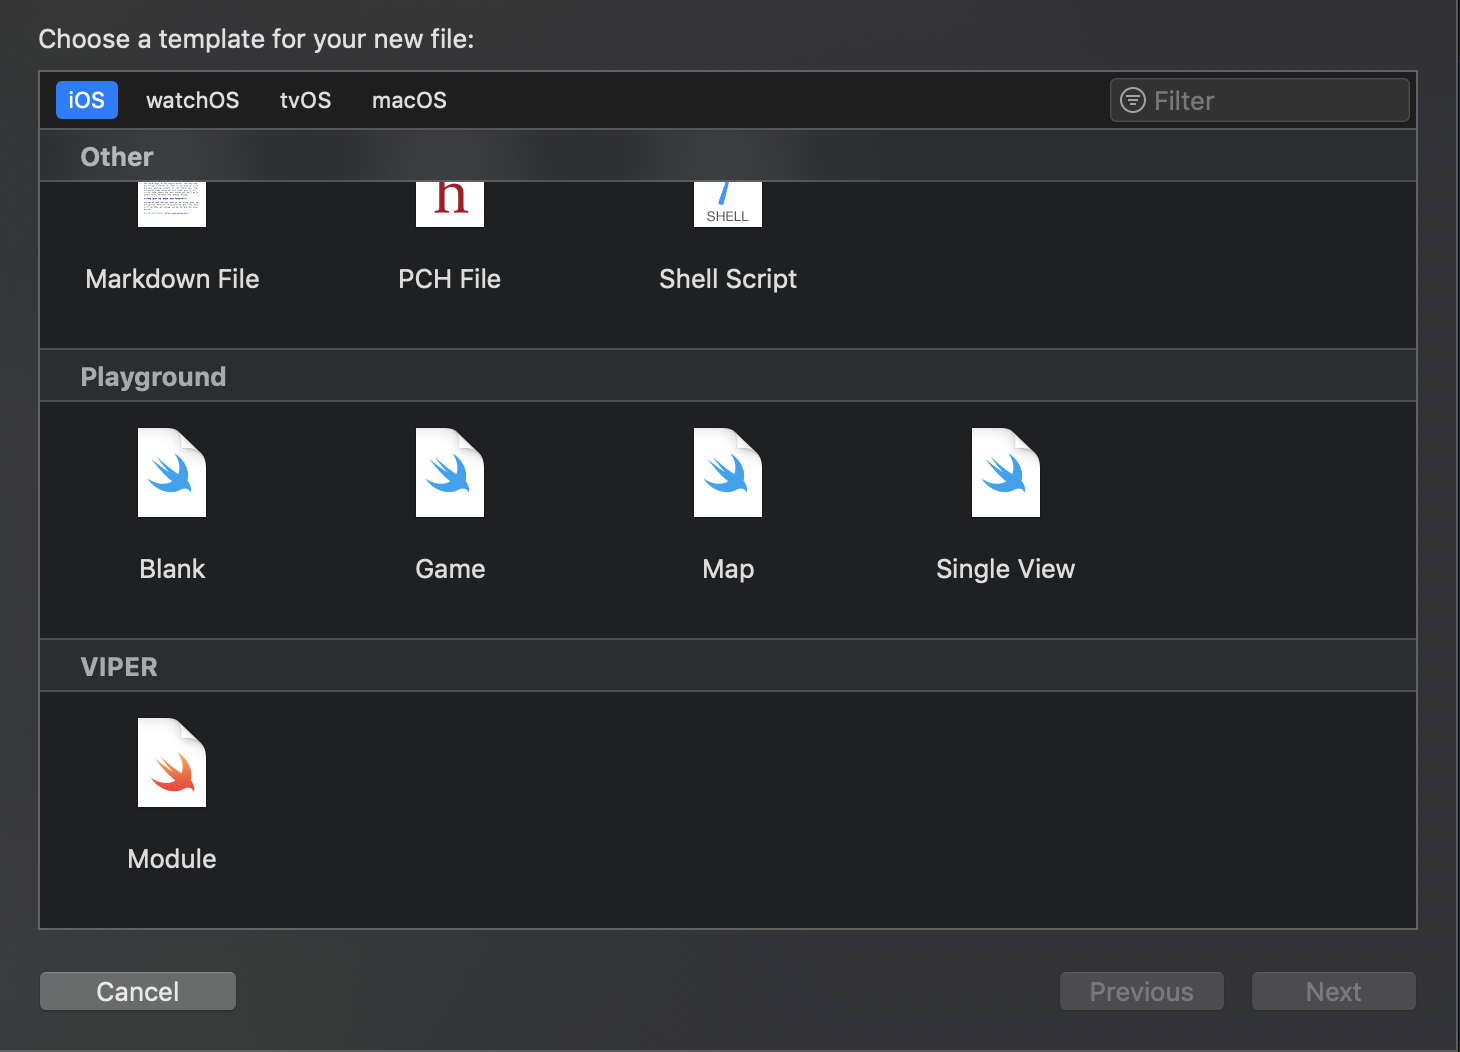 Choose a template for your new file:
iOS watchOS tvOS macOS Filter
Other
h SHELL
Markdown File PCH File Shell Script
Playground
Blank Game Map Single View
VIPER
Module
Cancel Previous Next